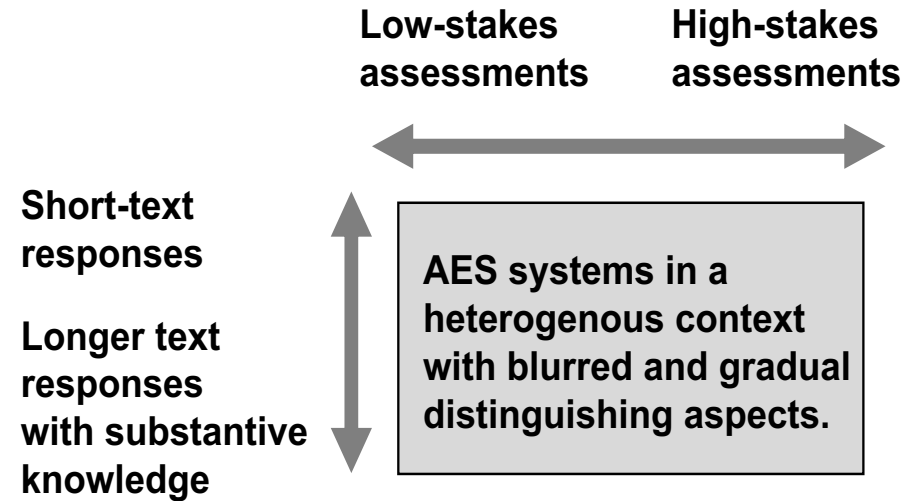 Low-stakes
assessments
High-stakes
assessments
Short-text
responses
Longer text
responses
with substantive
knowledge
AES systems in a
heterogenous context
with blurred and gradual
distinguishing aspects.